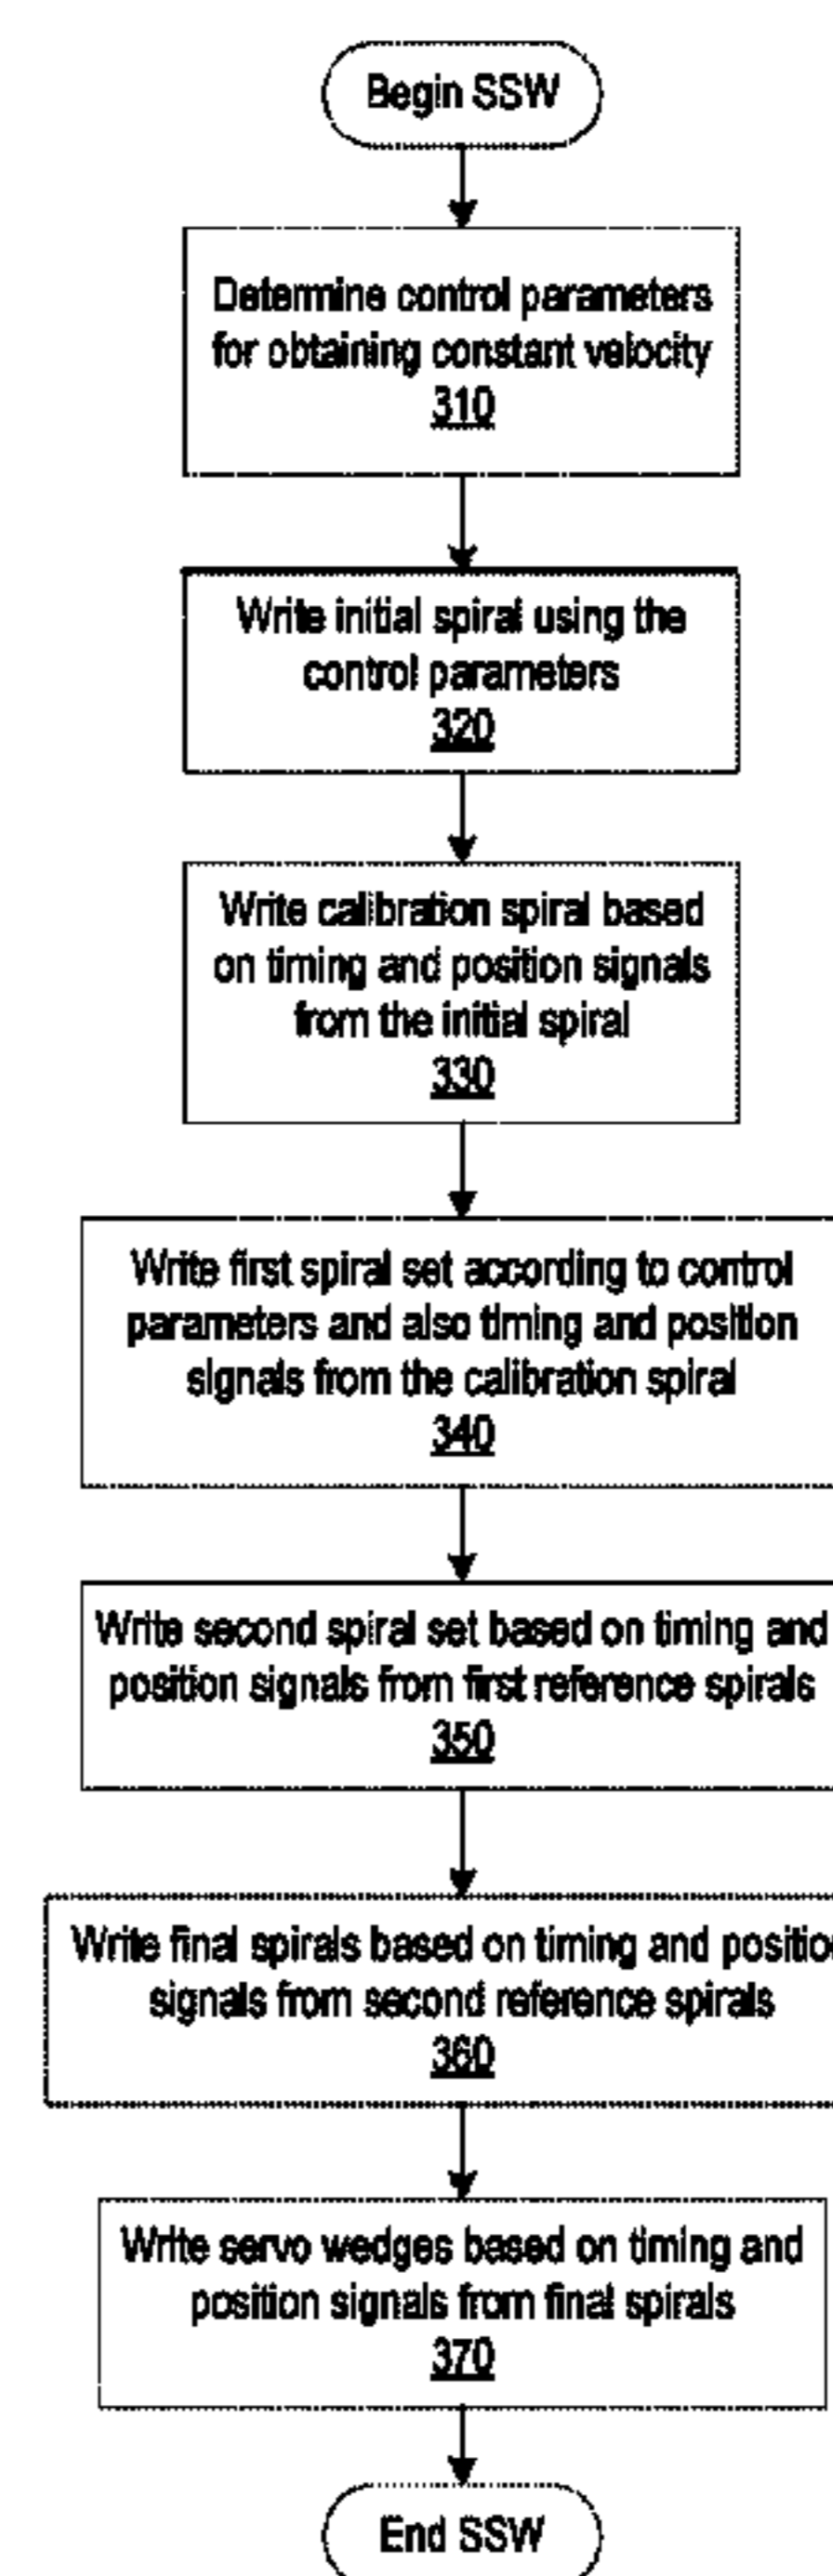 Begin SSW
Determine control parameters
for obtaining constant velocity
310
Write initial spiral using the
control parameters
320
Write calibration spiral based
on timing and position signals
from the initial spiral
330
Write first spiral set according to control
parameters and also timing and position
signals from the calibration spiral
340
Write second spiral set based on timing and
position signals from first reference spirals
350
Write final spirals based on timing and position
signals from second reference spirals
360
Write servo wedges based on timing and
position signals from final spirals
370
End SSW